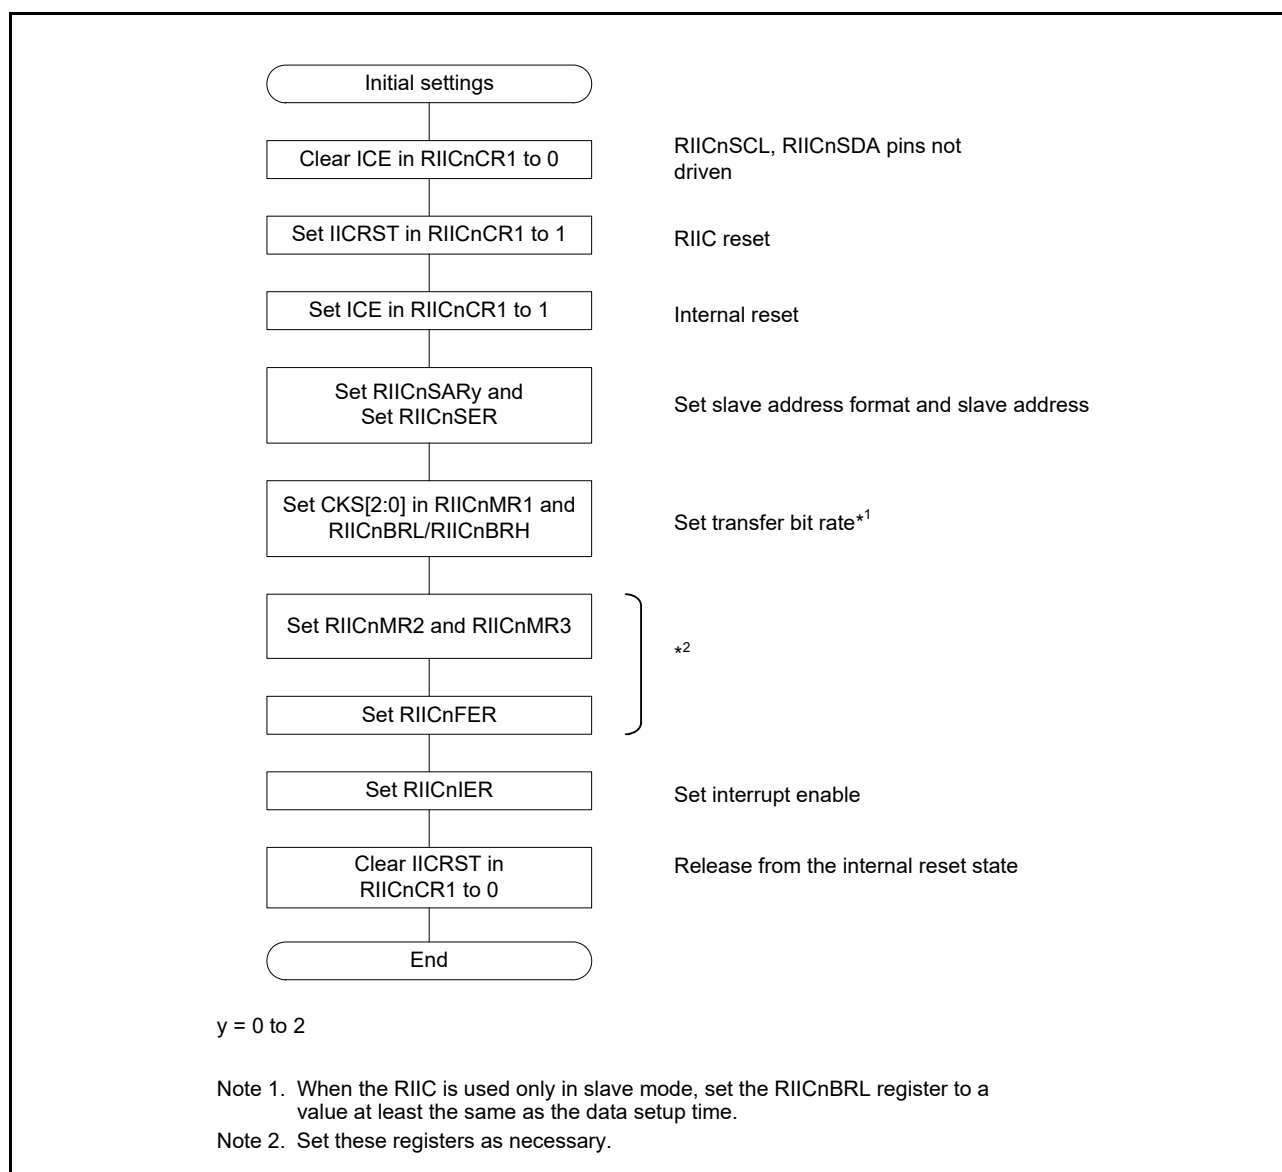 Initial settings
Clear ICE in RIICnCR1 to 0
RIICnSCL, RIICnSDA pins not
driven
Set IICRST in RIICnCR1 to 1
RIIC reset
Set ICE in RIICnCR1 to 1
Internal reset
Set RIICnSARy and
Set RIICnSER
Set slave address format and slave address
Set CKS[2:0] in RIICnMR1 and
RIICnBRL/RIICnBRH
Set transfer bit rate*1
Set RIICnMR2 and RIICnMR3
*2
Set RIICnFER
Set RIICnIER
Set interrupt enable
Clear IICRST in
RIICnCR1 to 0
Release from the internal reset state
End
y = 0 to 2
Note 1. When the RIIC is used only in slave mode, set the RIICnBRL register to a
value at least the same as the data setup time.
Note 2. Set these registers as necessary.